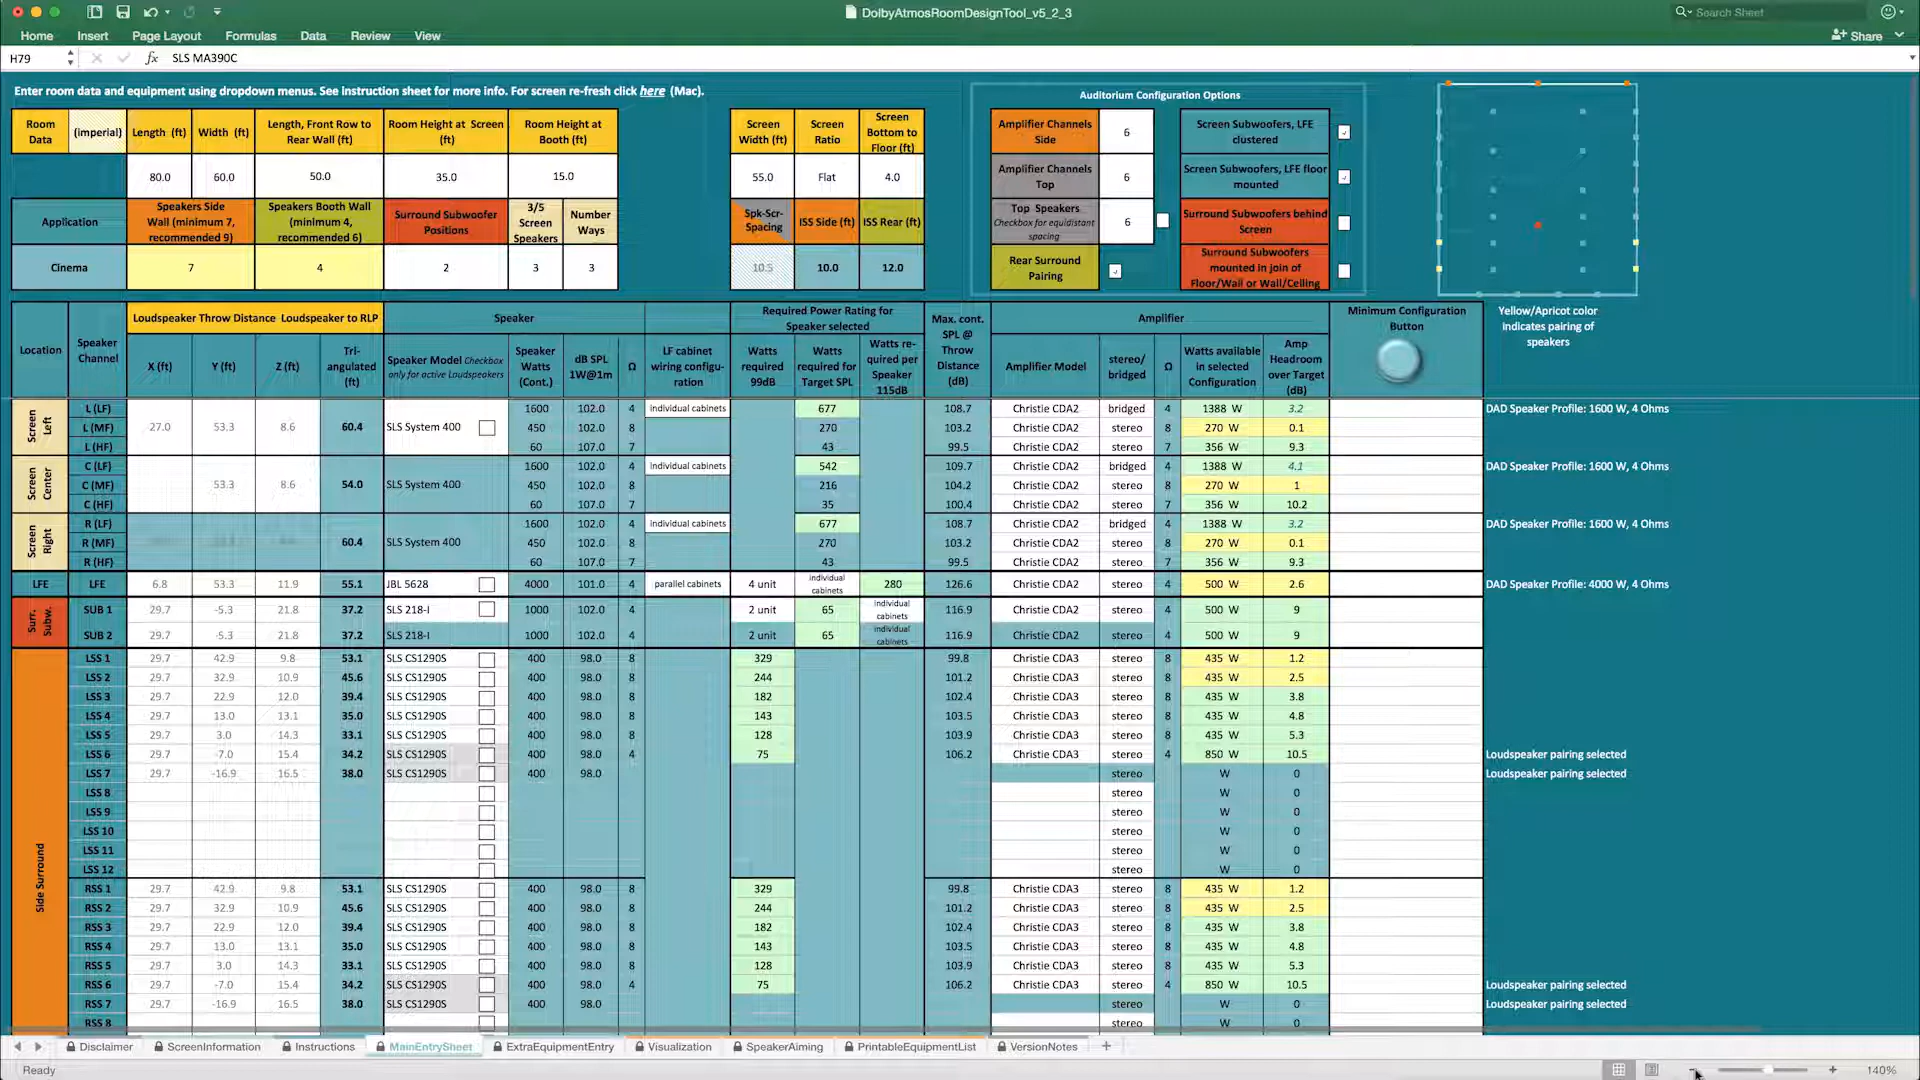 DolbyAtmosRoomDesignTool_v5_2_3
Search Sheet
Home Insert Page Layout Formulas Data Review View
Share
H79 fx SLS MA390C
Enter room data and equipment using dropdown menus. See Instruction sheet for more info. For screen re-fresh click here (Mac).
Room Data (imperial) Length (ft) Width (ft) Length, Front Row to Rear Wall (ft) Room Height at Screen (ft) Room Height at Booth (ft)
80.0 60.0 50.0 35.0 15.0
Application Speakers Side Wall (minimum 7, recommended 9) Speakers Booth Wall (minimum 4, recommended 6) Surround Subwoofer Positions 3/5 Screen Speakers Number Ways
Cinema 7 4 2 3 3
Screen Width (ft) Screen Ratio Screen Bottom to Floor (ft)
55.0 Flat 4.0
Spk-Scr-Spacing ISS Side (ft) ISS Rear (ft)
10.5 10.0 12.0
Auditorium Configuration Options
Amplifier Channels Side 6 Screen Subwoofers, LFE clustered
Amplifier Channels Top 6 Screen Subwoofers, LFE floor mounted
Top Speakers Checkbox for equidistant spacing 6 Surround Subwoofers behind Screen
Rear Surround Pairing Surround Subwoofers mounted in join of Floor/Wall or Wall/Ceiling
Yellow/Apricot color
indicates pairing of
speakers
Location Speaker Channel Loudspeaker Throw Distance Loudspeaker to RLP Speaker Required Power Rating for Speaker selected Max. cont. SPL @ Throw Distance (dB) Amplifier Minimum Configuration Button
X (ft) Y (ft) Z (ft) Tri-angulated (ft) Speaker Model Checkbox only for active Loudspeakers Speaker Watts (Cont.) dB SPL 1W@1m Ω LF cabinet wiring configu-ration Watts required 99dB Watts required for Target SPL Watts re-quired per Speaker 115dB Amplifier Model stereo/bridged Ω Watts available in selected Configuration Amp Headroom over Target (dB)
Screen Left L (LF) 1600 102.0 4 individual cabinets 677 108.7 Christie CDA2 bridged 4 1388 W 3.2 DAD Speaker Profile: 1600 W, 4 Ohms
L (MF) 27.0 53.3 8.6 60.4 SLS System 400 450 102.0 8 270 103.2 Christie CDA2 stereo 8 270 W 0.1
L (HF) 60 107.0 7 43 99.5 Christie CDA2 stereo 7 356 W 9.3
Screen Center C (LF) 1600 102.0 4 individual cabinets 542 109.7 Christie CDA2 bridged 4 1388 W 4.1 DAD Speaker Profile: 1600 W, 4 Ohms
C (MF) 53.3 8.6 54.0 SLS System 400 450 102.0 8 216 104.2 Christie CDA2 stereo 8 270 W 1
C (HF) 60 107.0 7 35 100.4 Christie CDA2 stereo 7 356 W 10.2
Screen Right R (LF) 1600 102.0 4 individual cabinets 677 108.7 Christie CDA2 bridged 4 1388 W 3.2 DAD Speaker Profile: 1600 W, 4 Ohms
R (MF) 60.4 SLS System 400 450 102.0 8 270 103.2 Christie CDA2 stereo 8 270 W 0.1
R (HF) 60 107.0 7 43 99.5 Christie CDA2 stereo 7 356 W 9.3
LFE LFE 6.8 53.3 11.9 55.1 JBL 5628 4000 101.0 4 parallel cabinets 4 unit individual cabinets 280 126.6 Christie CDA2 stereo 4 500 W 2.6 DAD Speaker Profile: 4000 W, 4 Ohms
Surr. Subw. SUB 1 29.7 -5.3 21.8 37.2 SLS 218-I 1000 102.0 4 2 unit 65 individual cabinets 116.9 Christie CDA2 stereo 4 500 W 9
SUB 2 29.7 -5.3 21.8 37.2 SLS 218-I 1000 102.0 4 2 unit 65 individual cabinets 116.9 Christie CDA2 stereo 4 500 W 9
Side Surround LSS 1 29.7 42.9 9.8 53.1 SLS CS1290S 400 98.0 8 329 99.8 Christie CDA3 stereo 8 435 W 1.2
LSS 2 29.7 32.9 10.9 45.6 SLS CS1290S 400 98.0 8 244 101.2 Christie CDA3 stereo 8 435 W 2.5
LSS 3 29.7 22.9 12.0 39.4 SLS CS1290S 400 98.0 8 182 102.4 Christie CDA3 stereo 8 435 W 3.8
LSS 4 29.7 13.0 13.1 35.0 SLS CS1290S 400 98.0 8 143 103.5 Christie CDA3 stereo 8 435 W 4.8
LSS 5 29.7 3.0 14.3 33.1 SLS CS1290S 400 98.0 8 128 103.9 Christie CDA3 stereo 8 435 W 5.3
LSS 6 29.7 -7.0 15.4 34.2 SLS CS1290S 400 98.0 4 75 106.2 Christie CDA3 stereo 4 850 W 10.5 Loudspeaker pairing selected
LSS 7 29.7 -16.9 16.5 38.0 SLS CS1290S 400 98.0 stereo W 0 Loudspeaker pairing selected
LSS 8 stereo W 0
LSS 9 stereo W 0
LSS 10 stereo W 0
LSS 11 stereo W 0
LSS 12 stereo W 0
RSS 1 29.7 42.9 9.8 53.1 SLS CS1290S 400 98.0 8 329 99.8 Christie CDA3 stereo 8 435 W 1.2
RSS 2 29.7 32.9 10.9 45.6 SLS CS1290S 400 98.0 8 244 101.2 Christie CDA3 stereo 8 435 W 2.5
RSS 3 29.7 22.9 12.0 39.4 SLS CS1290S 400 98.0 8 182 102.4 Christie CDA3 stereo 8 435 W 3.8
RSS 4 29.7 13.0 13.1 35.0 SLS CS1290S 400 98.0 8 143 103.5 Christie CDA3 stereo 8 435 W 4.8
RSS 5 29.7 3.0 14.3 33.1 SLS CS1290S 400 98.0 8 128 103.9 Christie CDA3 stereo 8 435 W 5.3
RSS 6 29.7 -7.0 15.4 34.2 SLS CS1290S 400 98.0 4 75 106.2 Christie CDA3 stereo 4 850 W 10.5 Loudspeaker pairing selected
RSS 7 29.7 -16.9 16.5 38.0 SLS CS1290S 400 98.0 stereo W 0 Loudspeaker pairing selected
RSS 8 stereo W 0
Disclaimer ScreenInformation Instructions MainEntrySheet ExtraEquipmentEntry Visualization SpeakerAiming PrintableEquipmentList VersionNotes +
Ready 140%